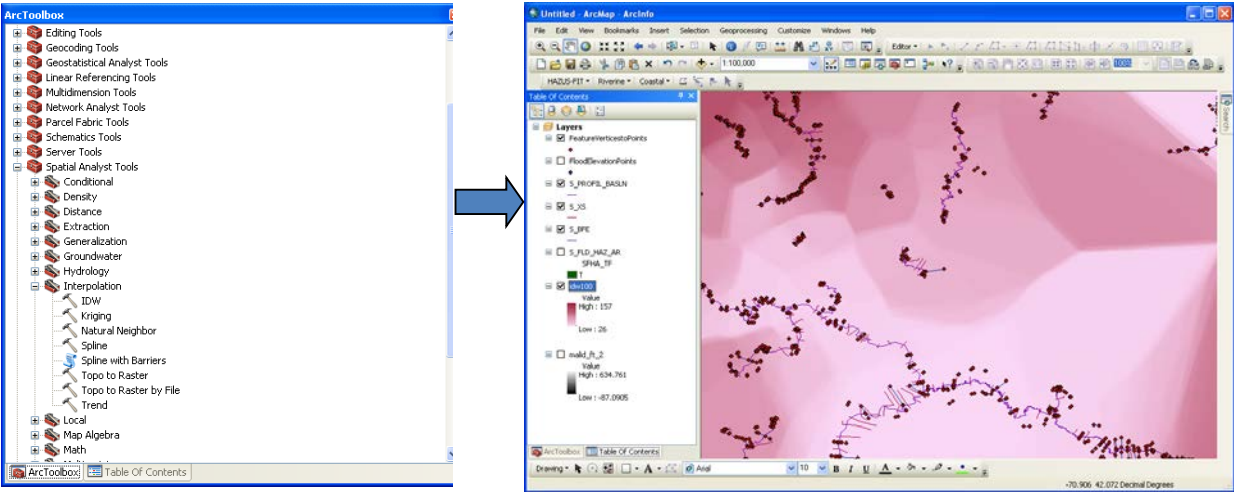 ArcToolbox
Editing Tools
Geocoding Tools
Geostatistical Analyst Tools
Linear Referencing Tools
Multidimension Tools
Network Analyst Tools
Parcel Fabric Tools
Schematics Tools
Server Tools
Spatial Analyst Tools
Conditional
Density
Distance
Extraction
Generalization
Groundwater
Hydrology
Interpolation
IDW
Kriging
Natural Neighbor
Spline
Spline with Barriers
Topo to Raster
Topo to Raster by File
Trend
Local
Map Algebra
Math
ArcToolbox Table Of Contents
Untitled - ArcMap - ArcInfo
File Edit View Bookmarks Insert Selection Geoprocessing Customize Windows Help
Editor
1:100,000 100%
HAZUS-FIT Riverine Coastal
Table Of Contents
Search
Layers
FeatureVerticestoPoints
FloodElevationPoints
S_PROFIL_BASLN
S_XS
S_BFE
S_FLD_HAZ_AR
SFHA_TF
T
idw100
Value
High : 157
Low : 26
Value
High : 634.761
Low : -87.0905
ArcToolbox Table Of Contents
Drawing A Arial 10 B I U A
-70.906 42.072 Decimal Degrees